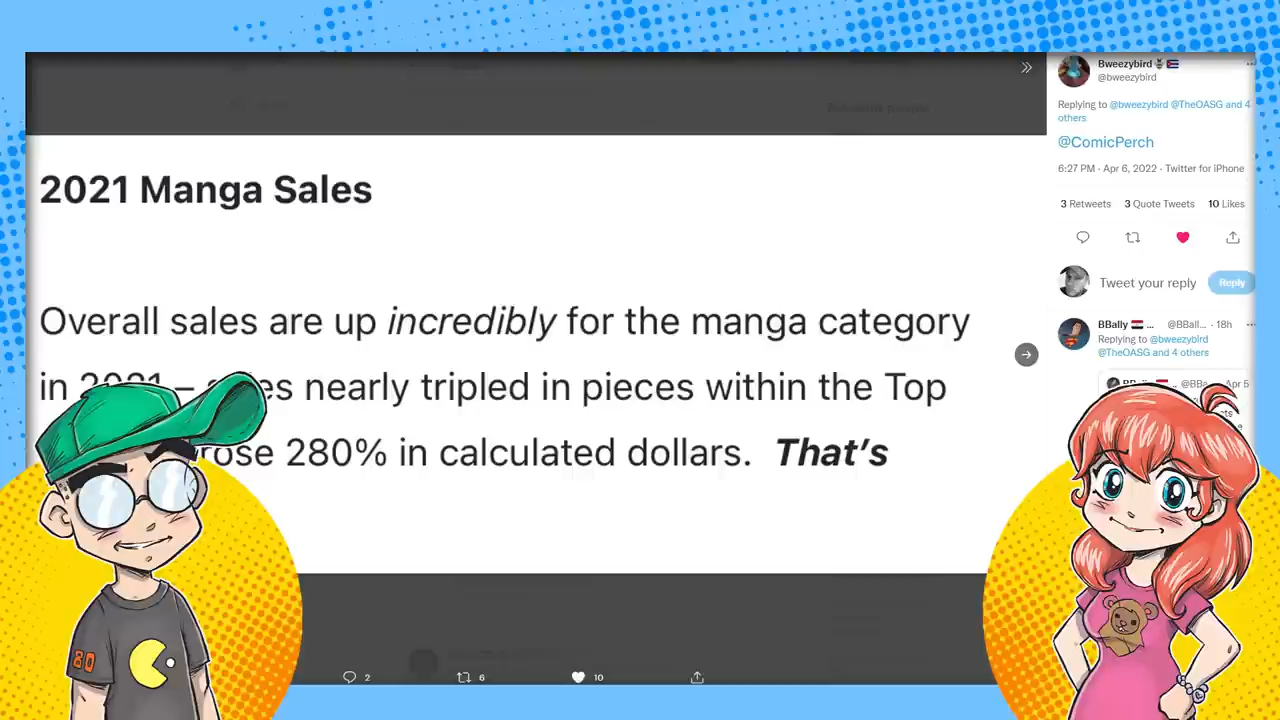 2021 Manga Sales
Overall sales are up incredibly for the manga category
in 2021 – sales nearly tripled in pieces within the Top
rose 280% in calculated dollars. That's
2
6
10
Bweezybird
@bweezybird
Replying to @bweezybird @TheOASG and 4
others
@ComicPerch
6:27 PM · Apr 6, 2022 · Twitter for iPhone
3 Retweets 3 Quote Tweets 10 Likes
Tweet your reply Reply
BBally ... @BBall... · 18h
Replying to @bweezybird
@TheOASG and 4 others
Apr 5
80